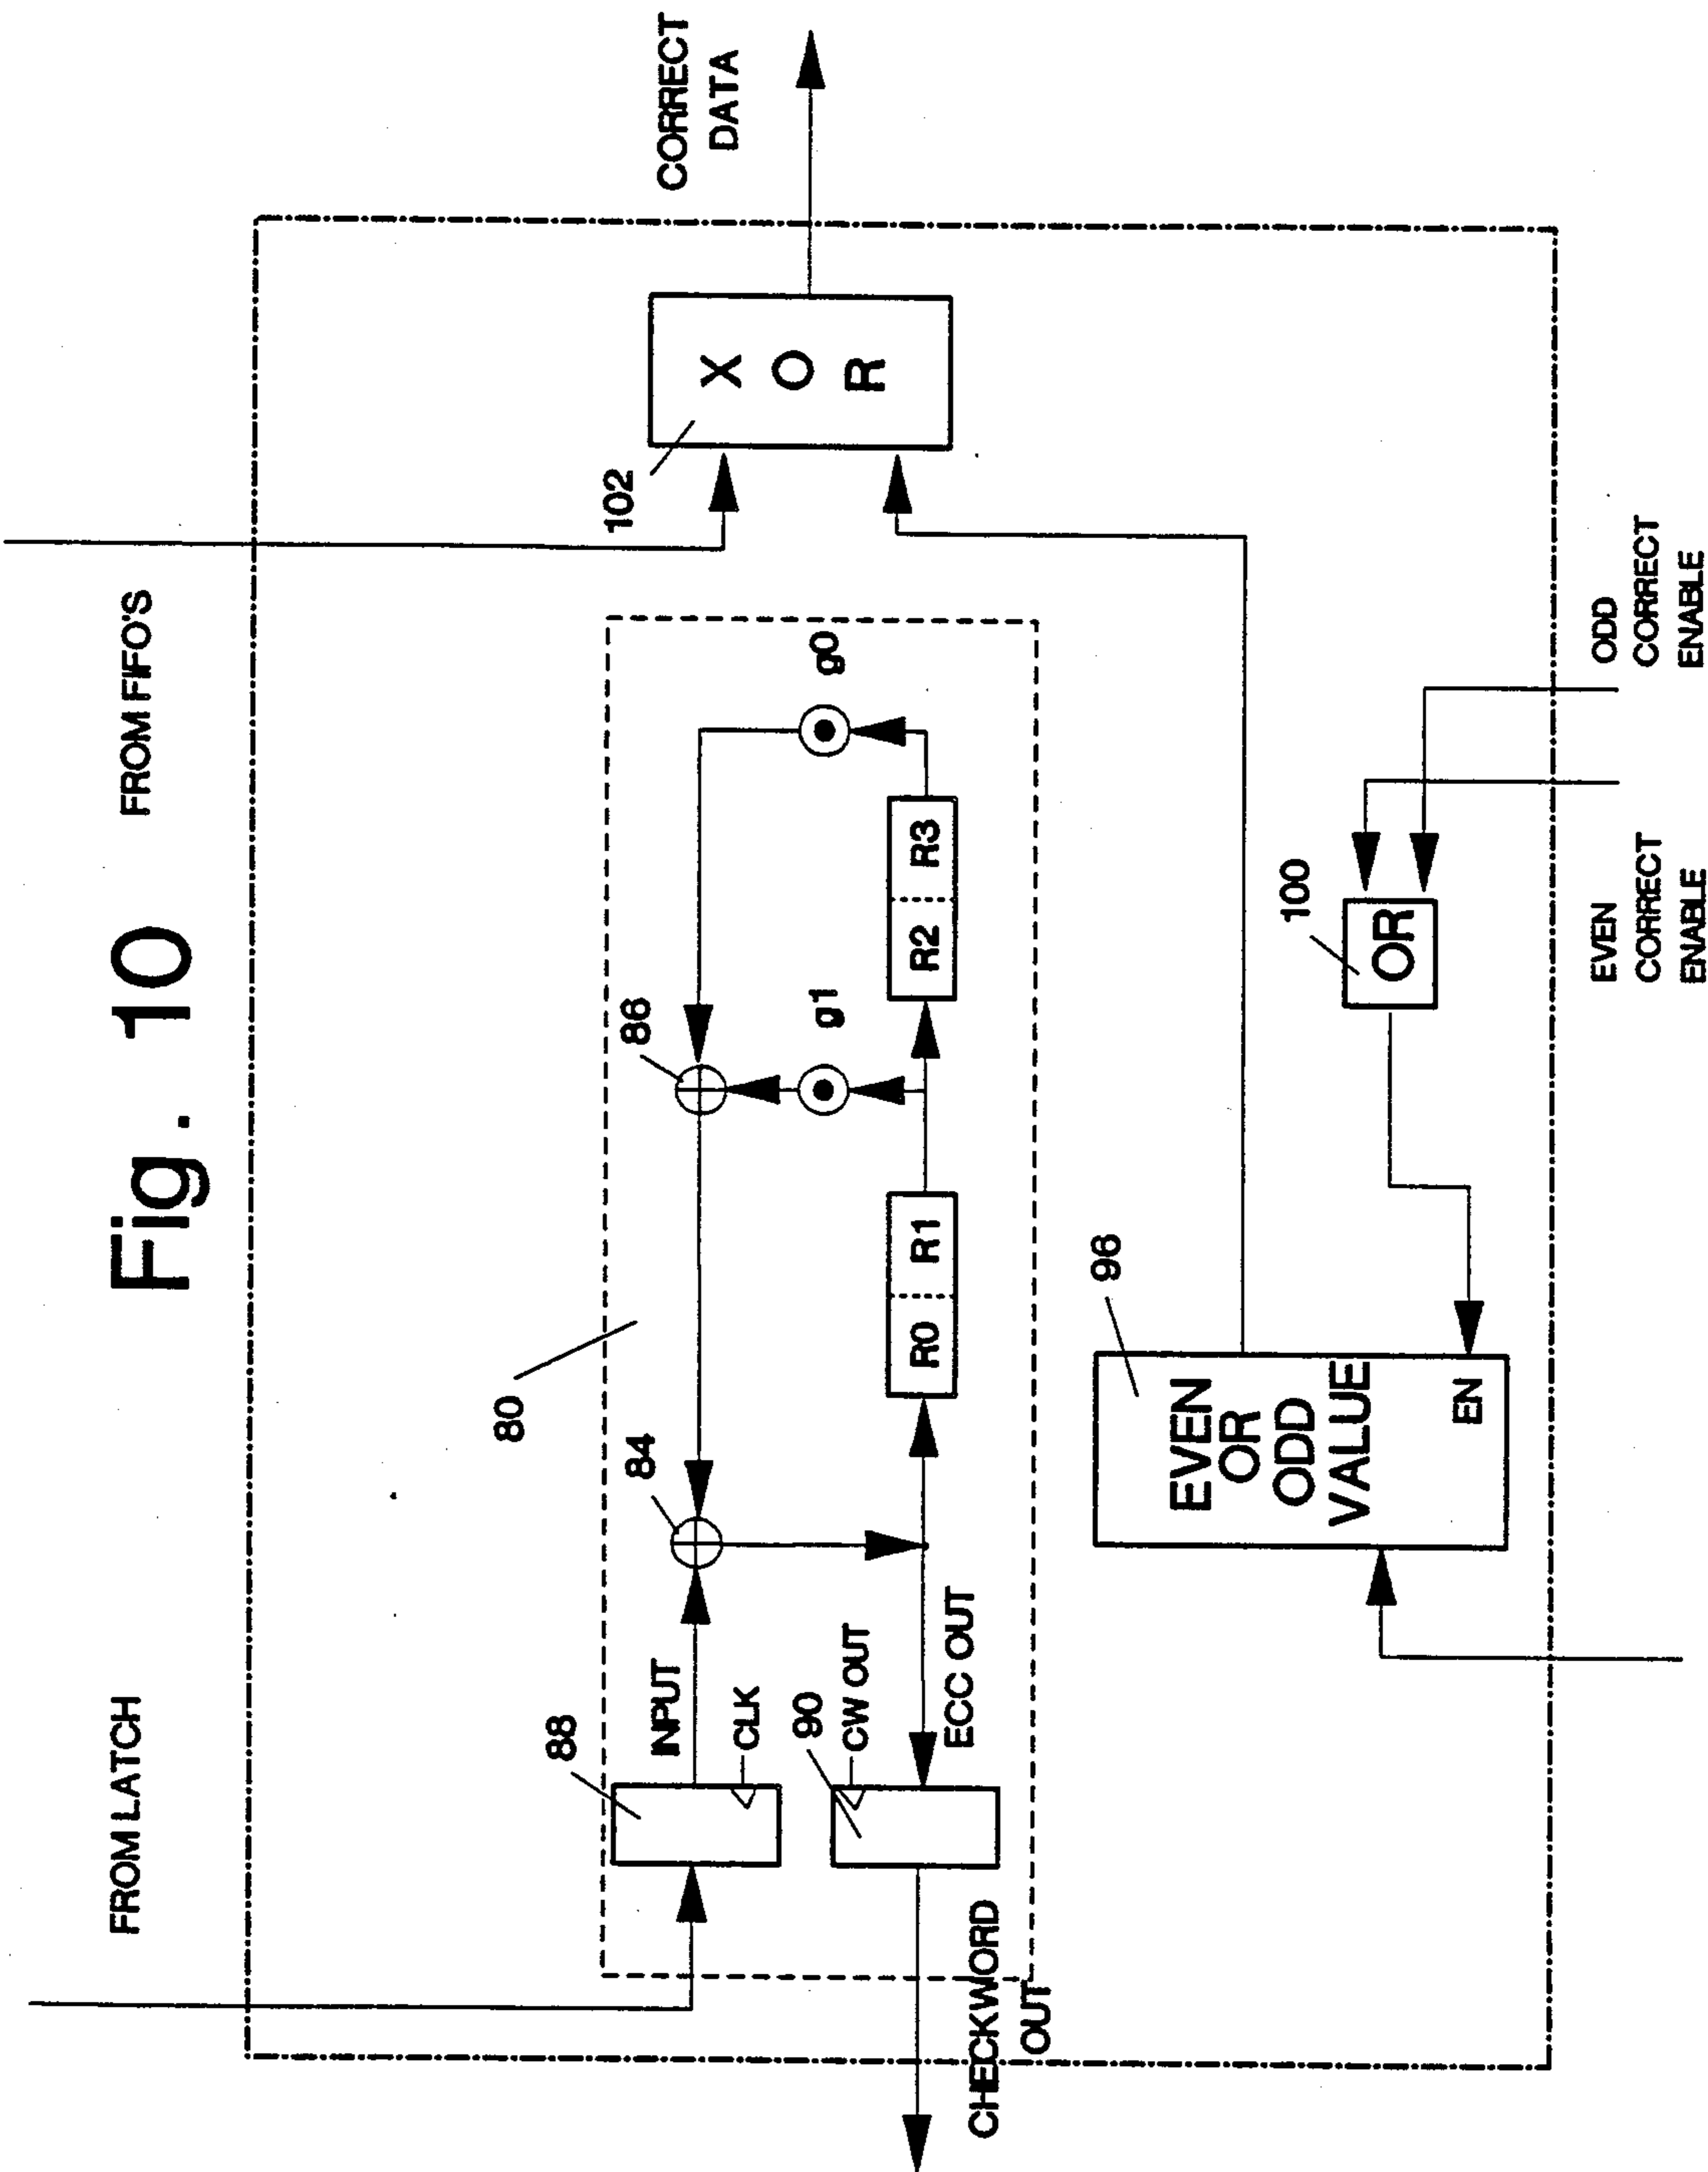 Fig. 10
FROM LATCH
FROM FIFO'S
CORRECT
DATA
102
X
O
R
80
88
INPUT
CLK
84
86
g1
g0
90
CW OUT
ECC OUT
R0 R1
R2 R3
CHECKWORD
OUT
96
EVEN
OR
ODD
VALUE
EN
100
OR
EVEN
CORRECT
ENABLE
ODD
CORRECT
ENABLE